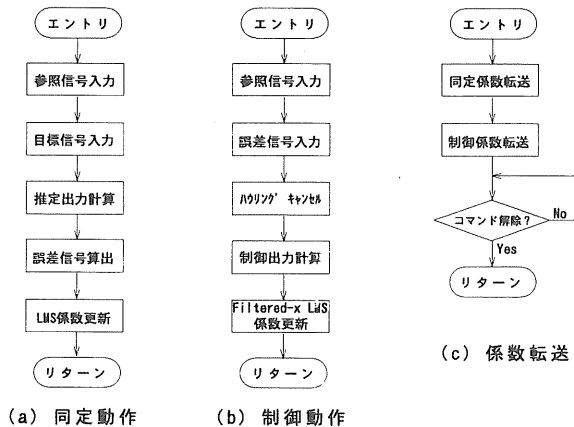 エントリ
参照信号入力
目標信号入力
推定出力計算
誤差信号算出
LMS係数更新
リターン
(a) 同定動作
エントリ
参照信号入力
誤差信号入力
ハウリング キャンセル
制御出力計算
Filtered-x LMS
係数更新
リターン
(b) 制御動作
エントリ
同定係数転送
制御係数転送
コマンド解除?
No
Yes
リターン
(c) 係数転送